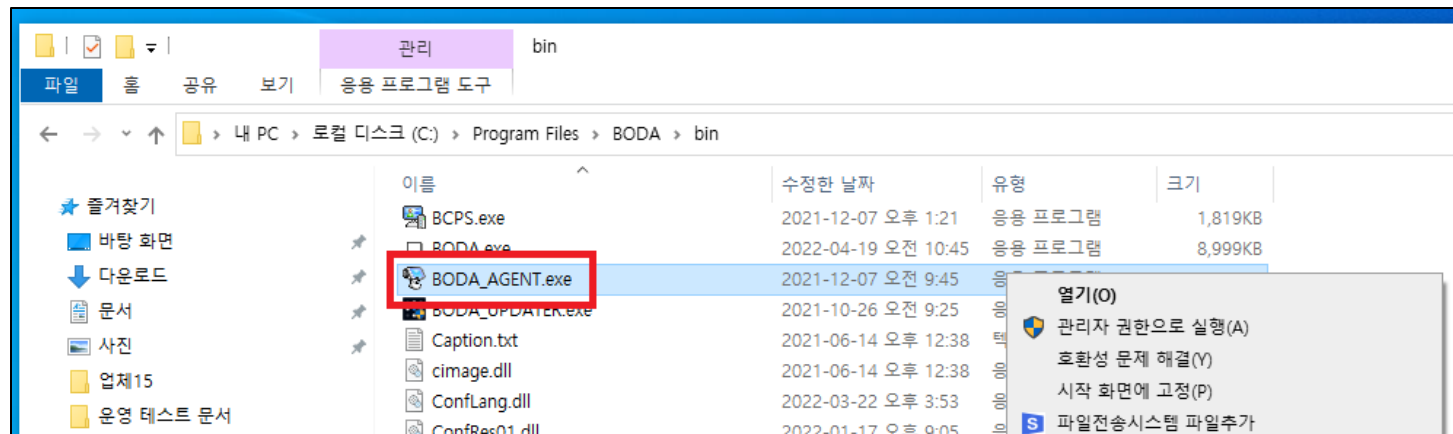 관리 bin
파일 홈 공유 보기 응용 프로그램 도구
내 PC > 로컬 디스크 (C:) > Program Files > BODA > bin
이름 수정한 날짜 유형 크기
즐겨찾기
BCPS.exe 2021-12-07 오후 1:21 응용 프로그램 1,819KB
바탕 화면
BODA.exe 2022-04-19 오전 10:45 응용 프로그램 8,999KB
다운로드
BODA_AGENT.exe 2021-12-07 오전 9:45
열기(O)
문서
BODA_UPDATER.exe 2021-10-26 오전 9:25
관리자 권한으로 실행(A)
사진
Caption.txt 2021-06-14 오후 12:38
호환성 문제 해결(Y)
업체15
cimage.dll 2021-06-14 오후 12:38
시작 화면에 고정(P)
운영 테스트 문서
ConfLang.dll 2022-03-22 오후 3:53
S 파일전송시스템 파일추가
ConfRes01.dll 2022-01-17 오후 9:05